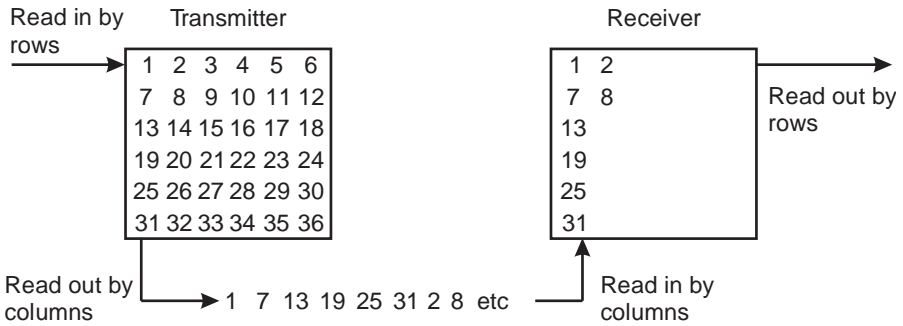 Read in by
rows
Transmitter
Receiver
1 2 3 4 5 6
7 8 9 10 11 12
13 14 15 16 17 18
19 20 21 22 23 24
25 26 27 28 29 30
31 32 33 34 35 36
1 2
7 8
13
19
25
31
Read out by
rows
Read out by
columns
1 7 13 19 25 31 2 8 etc
Read in by
columns